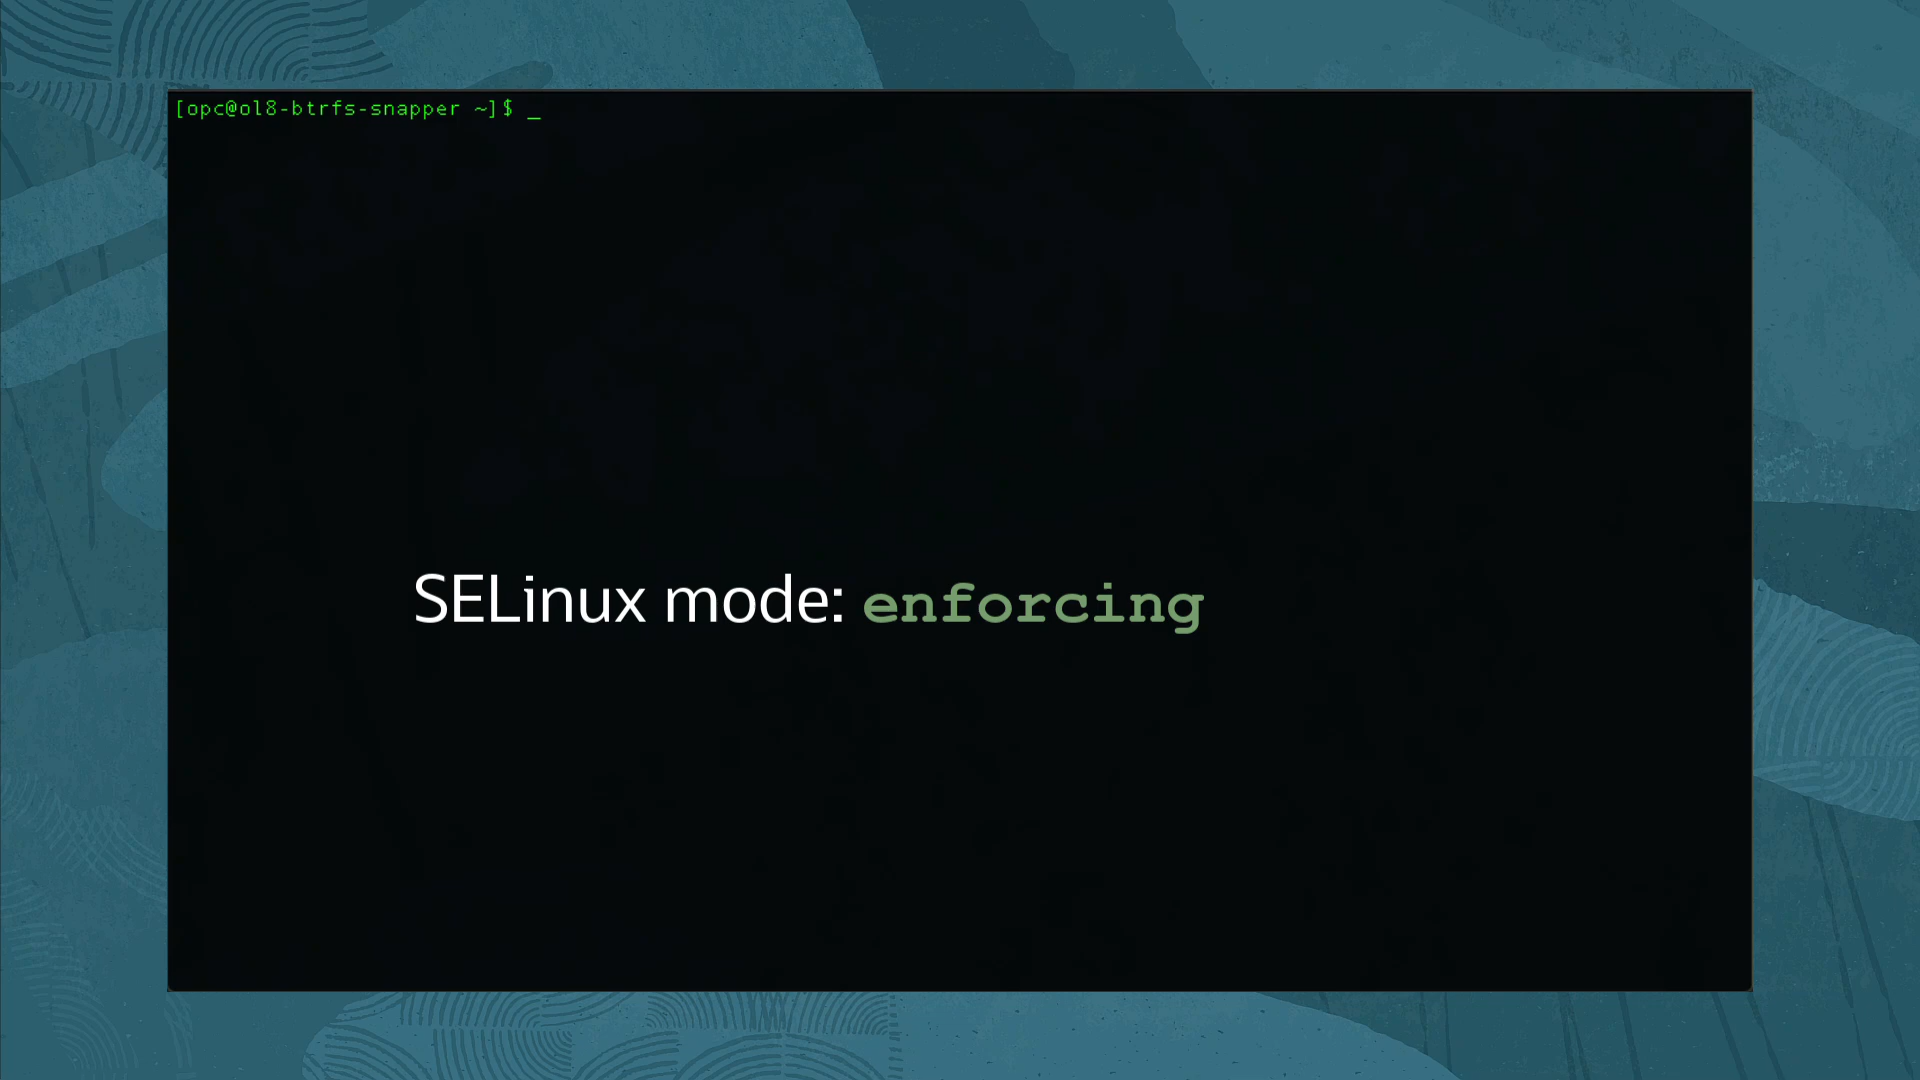 [opc@ol8-btrfs-snapper ~]$ _
SELinux mode: enforcing